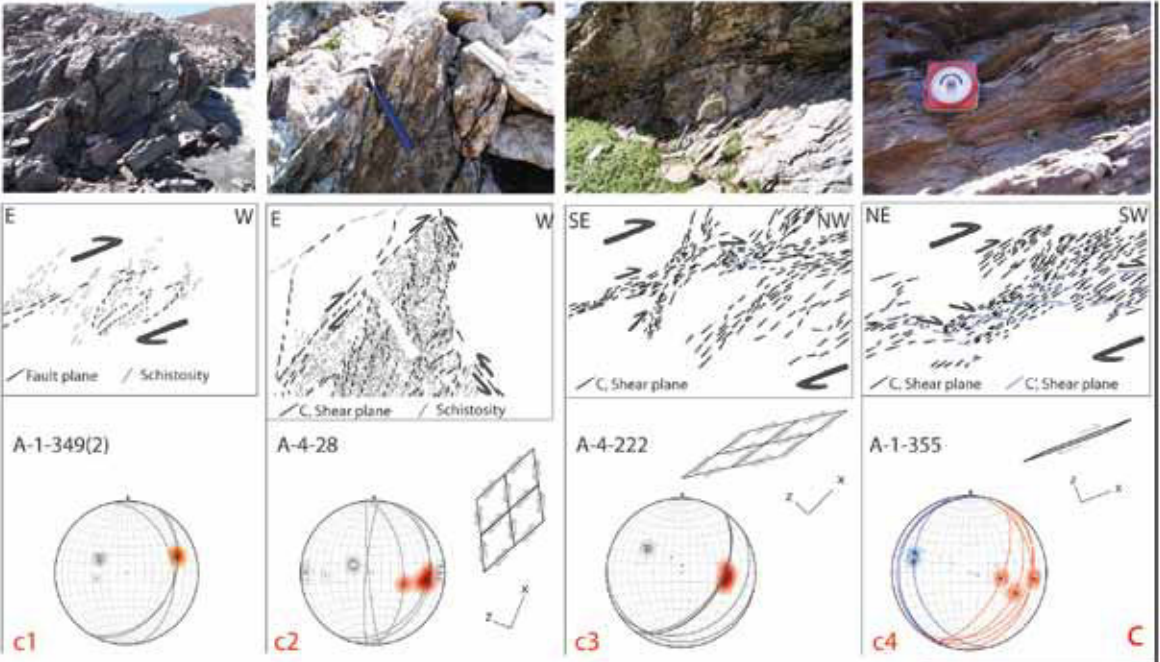 E W
E W
SE NW
NE SW
Fault plane Schistosity
C, Shear plane Schistosity
C, Shear plane
C, Shear plane C', Shear plane
A-1-349(2)
A-4-28
A-4-222
A-1-355
z x
z x
z x
c1
c2
c3
c4
C